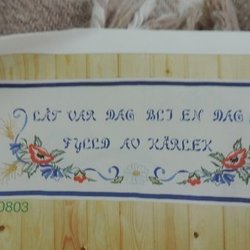 LÅT VAR DAG BLI EN DAG
FYLLD AV KÄRLEK
0803